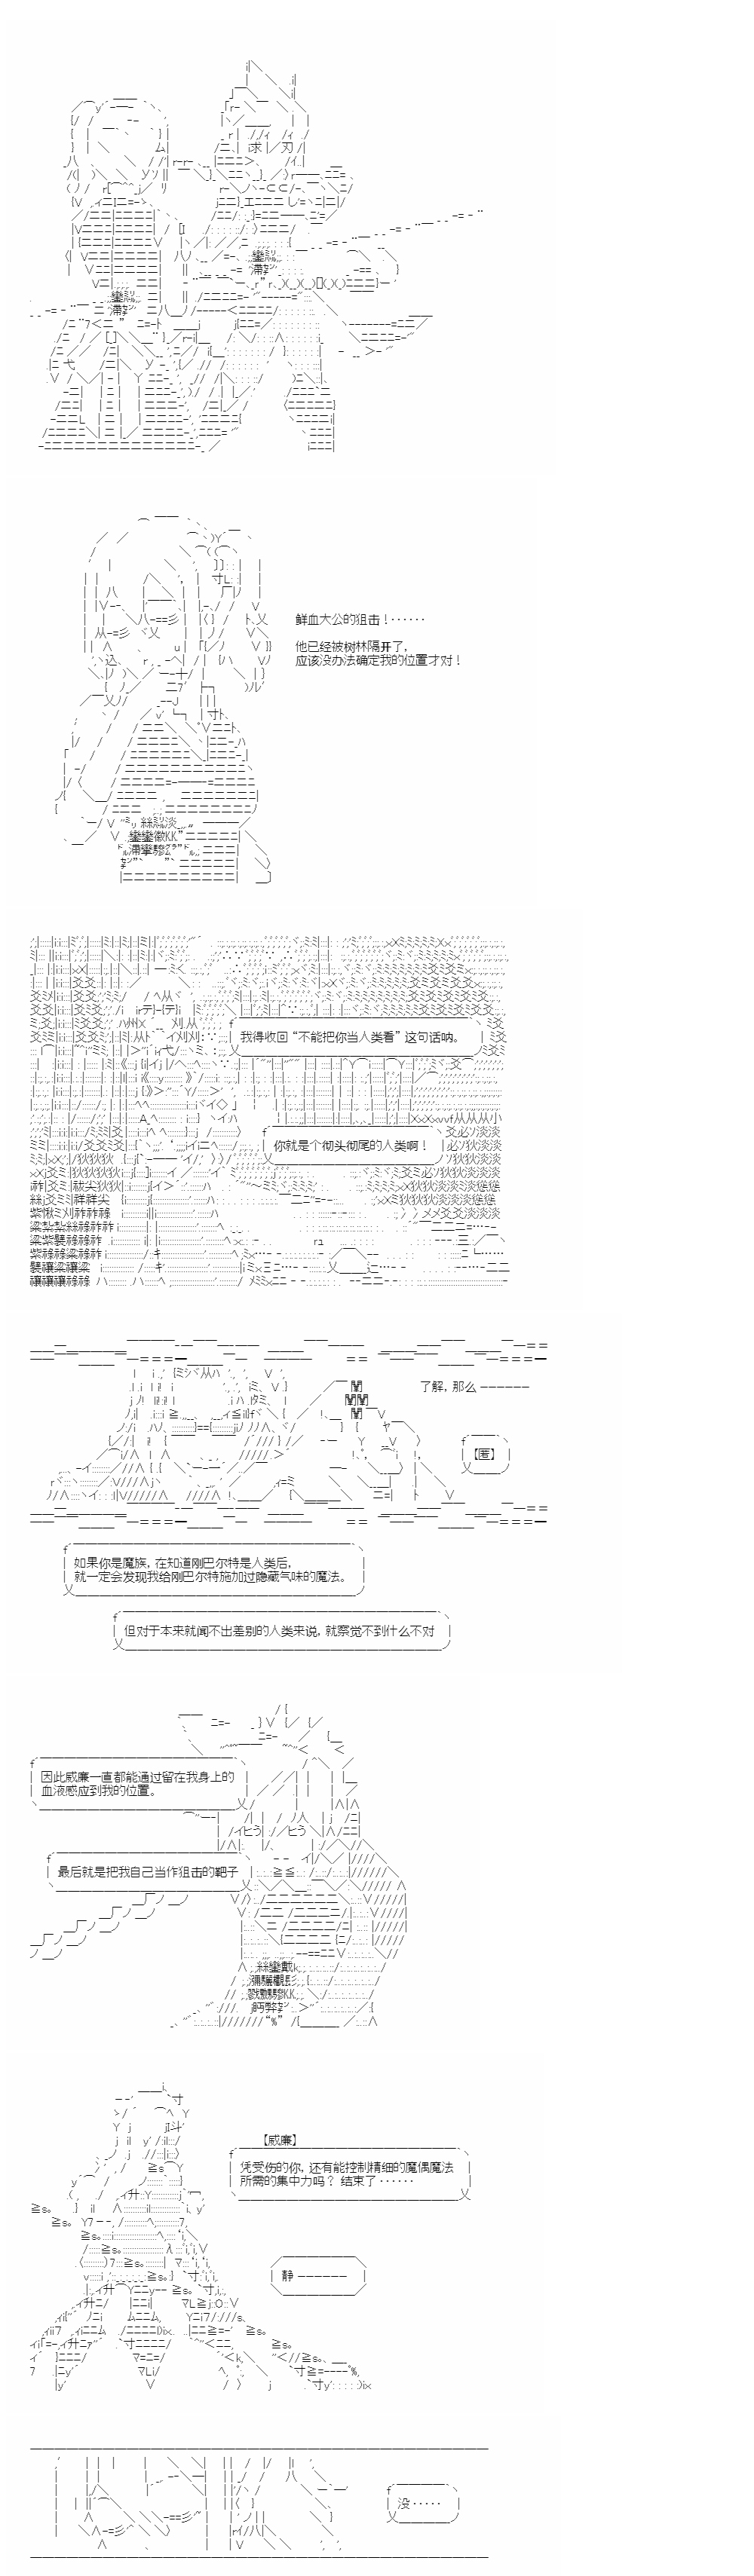 鲜血大公的狙击！······
他已经被树林隔开了，
应该没办法确定我的位置才对！
我得收回 “不能把你当人类看” 这句话呐。
你就是个彻头彻尾的人类啊！
了解，那么 ——————
【匿】
如果你是魔族，在知道刚巴尔特是人类后，
就一定会发现我给刚巴尔特施加过隐藏气味的魔法。
但对于本来就闻不出差别的人类来说，就察觉不到什么不对
因此威廉一直都能通过留在我身上的
血液感应到我的位置。
最后就是把我自己当作狙击的靶子
【威廉】
凭受伤的你，还有能控制精细的魔偶魔法
所需的集中力吗？ 结束了 ······
静 ——————
没 ·····